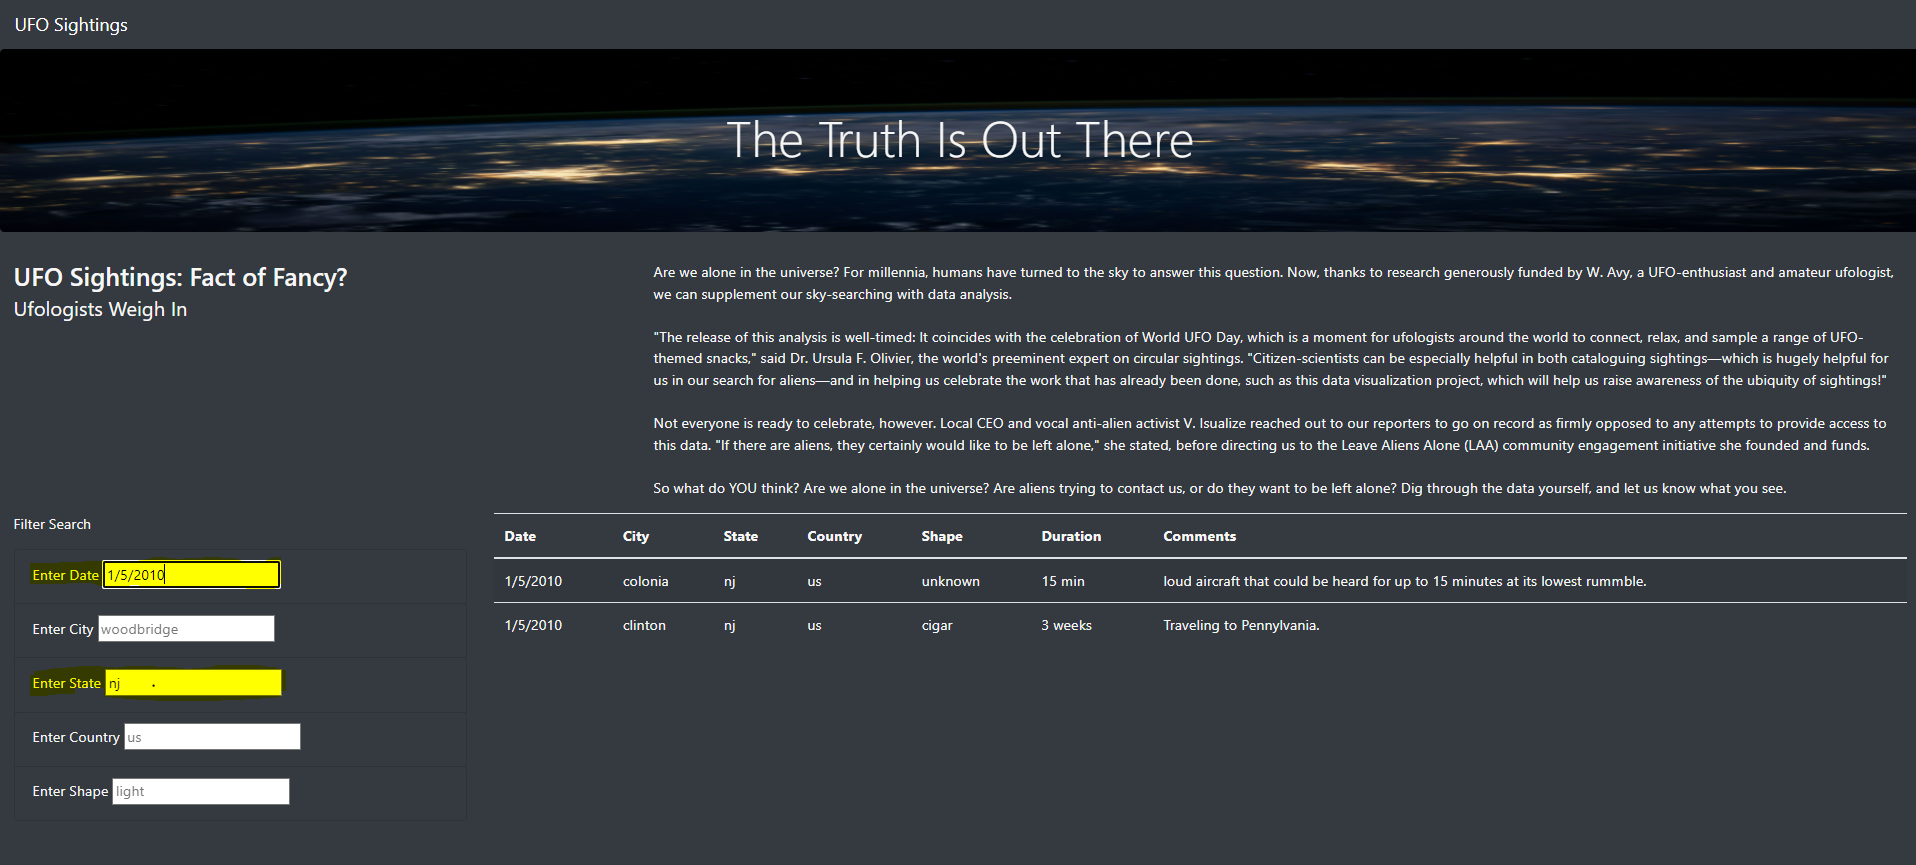 UFO Sightings
The Truth Is Out There
UFO Sightings: Fact of Fancy?
Ufologists Weigh In
Are we alone in the universe? For millennia, humans have turned to the sky to answer this question. Now, thanks to research generously funded by W. Avy, a UFO-enthusiast and amateur ufologist,
we can supplement our sky-searching with data analysis.
"The release of this analysis is well-timed: It coincides with the celebration of World UFO Day, which is a moment for ufologists around the world to connect, relax, and sample a range of UFO-
themed snacks," said Dr. Ursula F. Olivier, the world's preeminent expert on circular sightings. "Citizen-scientists can be especially helpful in both cataloguing sightings—which is hugely helpful for
us in our search for aliens—and in helping us celebrate the work that has already been done, such as this data visualization project, which will help us raise awareness of the ubiquity of sightings!"
Not everyone is ready to celebrate, however. Local CEO and vocal anti-alien activist V. Isualize reached out to our reporters to go on record as firmly opposed to any attempts to provide access to
this data. "If there are aliens, they certainly would like to be left alone," she stated, before directing us to the Leave Aliens Alone (LAA) community engagement initiative she founded and funds.
So what do YOU think? Are we alone in the universe? Are aliens trying to contact us, or do they want to be left alone? Dig through the data yourself, and let us know what you see.
Filter Search
Enter Date 1/5/2010
Enter City woodbridge
Enter State nj
Enter Country us
Enter Shape light
Date City State Country Shape Duration Comments
1/5/2010 colonia nj us unknown 15 min loud aircraft that could be heard for up to 15 minutes at its lowest rummble.
1/5/2010 clinton nj us cigar 3 weeks Traveling to Pennylvania.